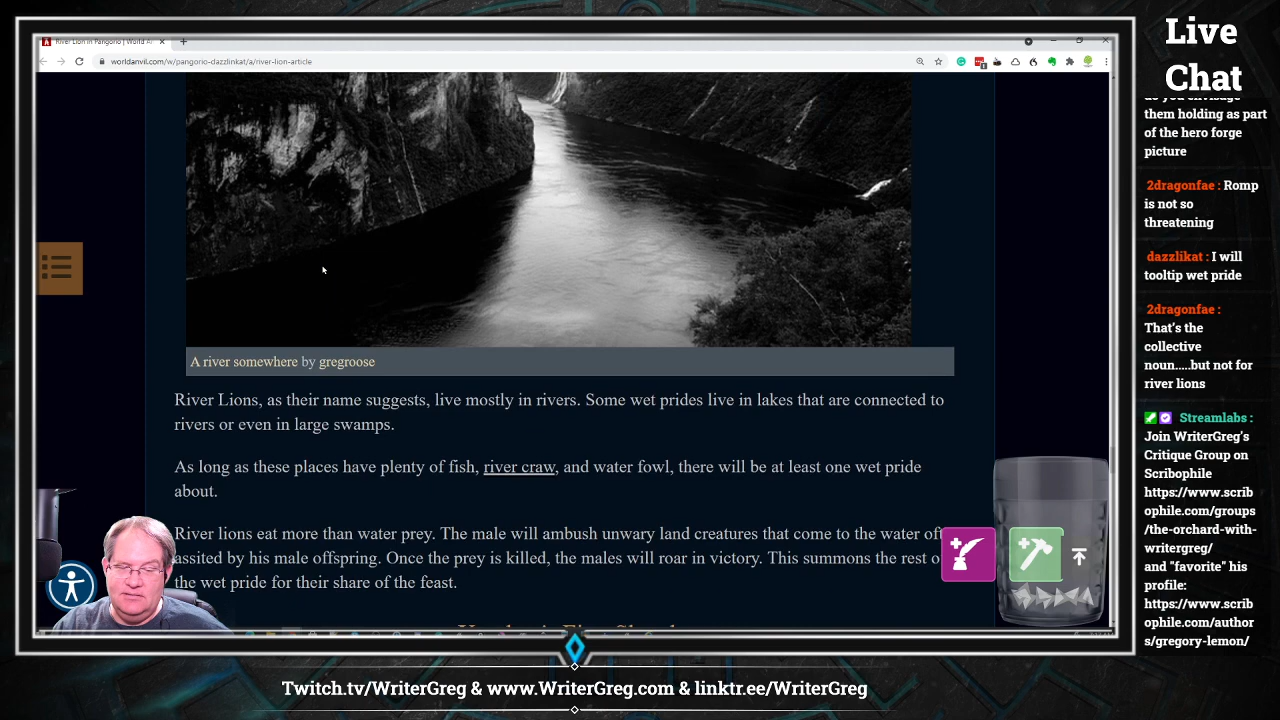 River Lion in Pangorio | World A
worldanvil.com/w/pangorio-dazzlinkat/a/river-lion-article
A river somewhere by gregroose
River Lions, as their name suggests, live mostly in rivers. Some wet prides live in lakes that are connected to
rivers or even in large swamps.
As long as these places have plenty of fish, river craw, and water fowl, there will be at least one wet pride
about.
River lions eat more than water prey. The male will ambush unwary land creatures that come to the water oft
assited by his male offspring. Once the prey is killed, the males will roar in victory. This summons the rest o
the wet pride for their share of the feast.
Live
Chat
do you envisage
them holding as part
of the hero forge
picture
2dragonfae : Romp
is not so
threatening
dazzlikat : I will
tooltip wet pride
2dragonfae :
That's the
collective
noun.....but not for
river lions
Streamlabs :
Join WriterGreg's
Critique Group on
Scribophile
https://www.scrib
ophile.com/groups
/the-orchard-with-
writergreg/
and "favorite" his
profile:
https://www.scrib
ophile.com/author
s/gregory-lemon/
Twitch.tv/WriterGreg & www.WriterGreg.com & linktr.ee/WriterGreg